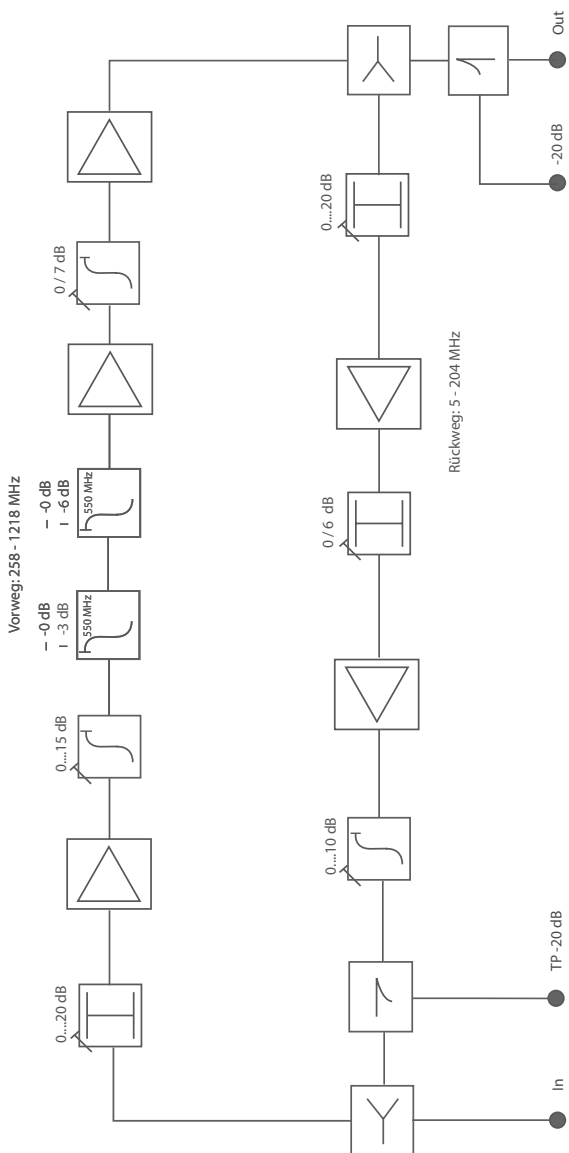 Vorweg: 258 - 1218 MHz
0....20 dB
0....15 dB
– -0 dB
I -3 dB
550 MHz
– -0 dB
I -6 dB
550 MHz
0 / 7 dB
0....10 dB
0 / 6 dB
0....20 dB
Rückweg: 5 - 204 MHz
In
TP -20 dB
-20 dB
Out